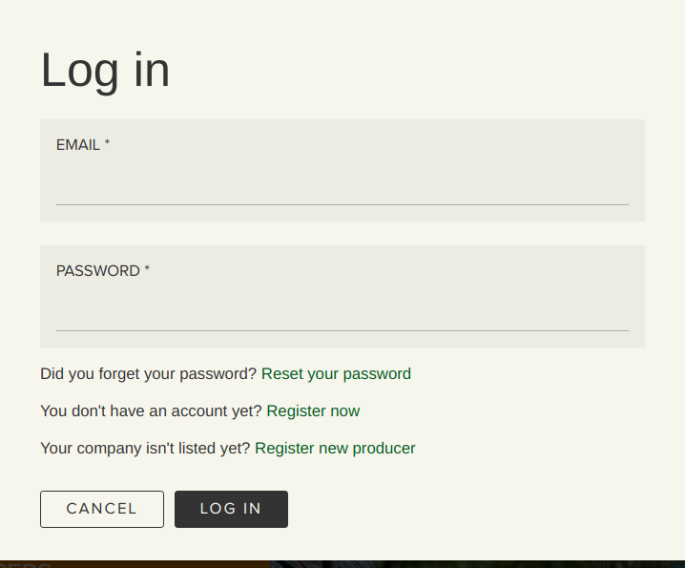 Log in
EMAIL *
PASSWORD *
Did you forget your password? Reset your password
You don't have an account yet? Register now
Your company isn't listed yet? Register new producer
CANCEL LOG IN